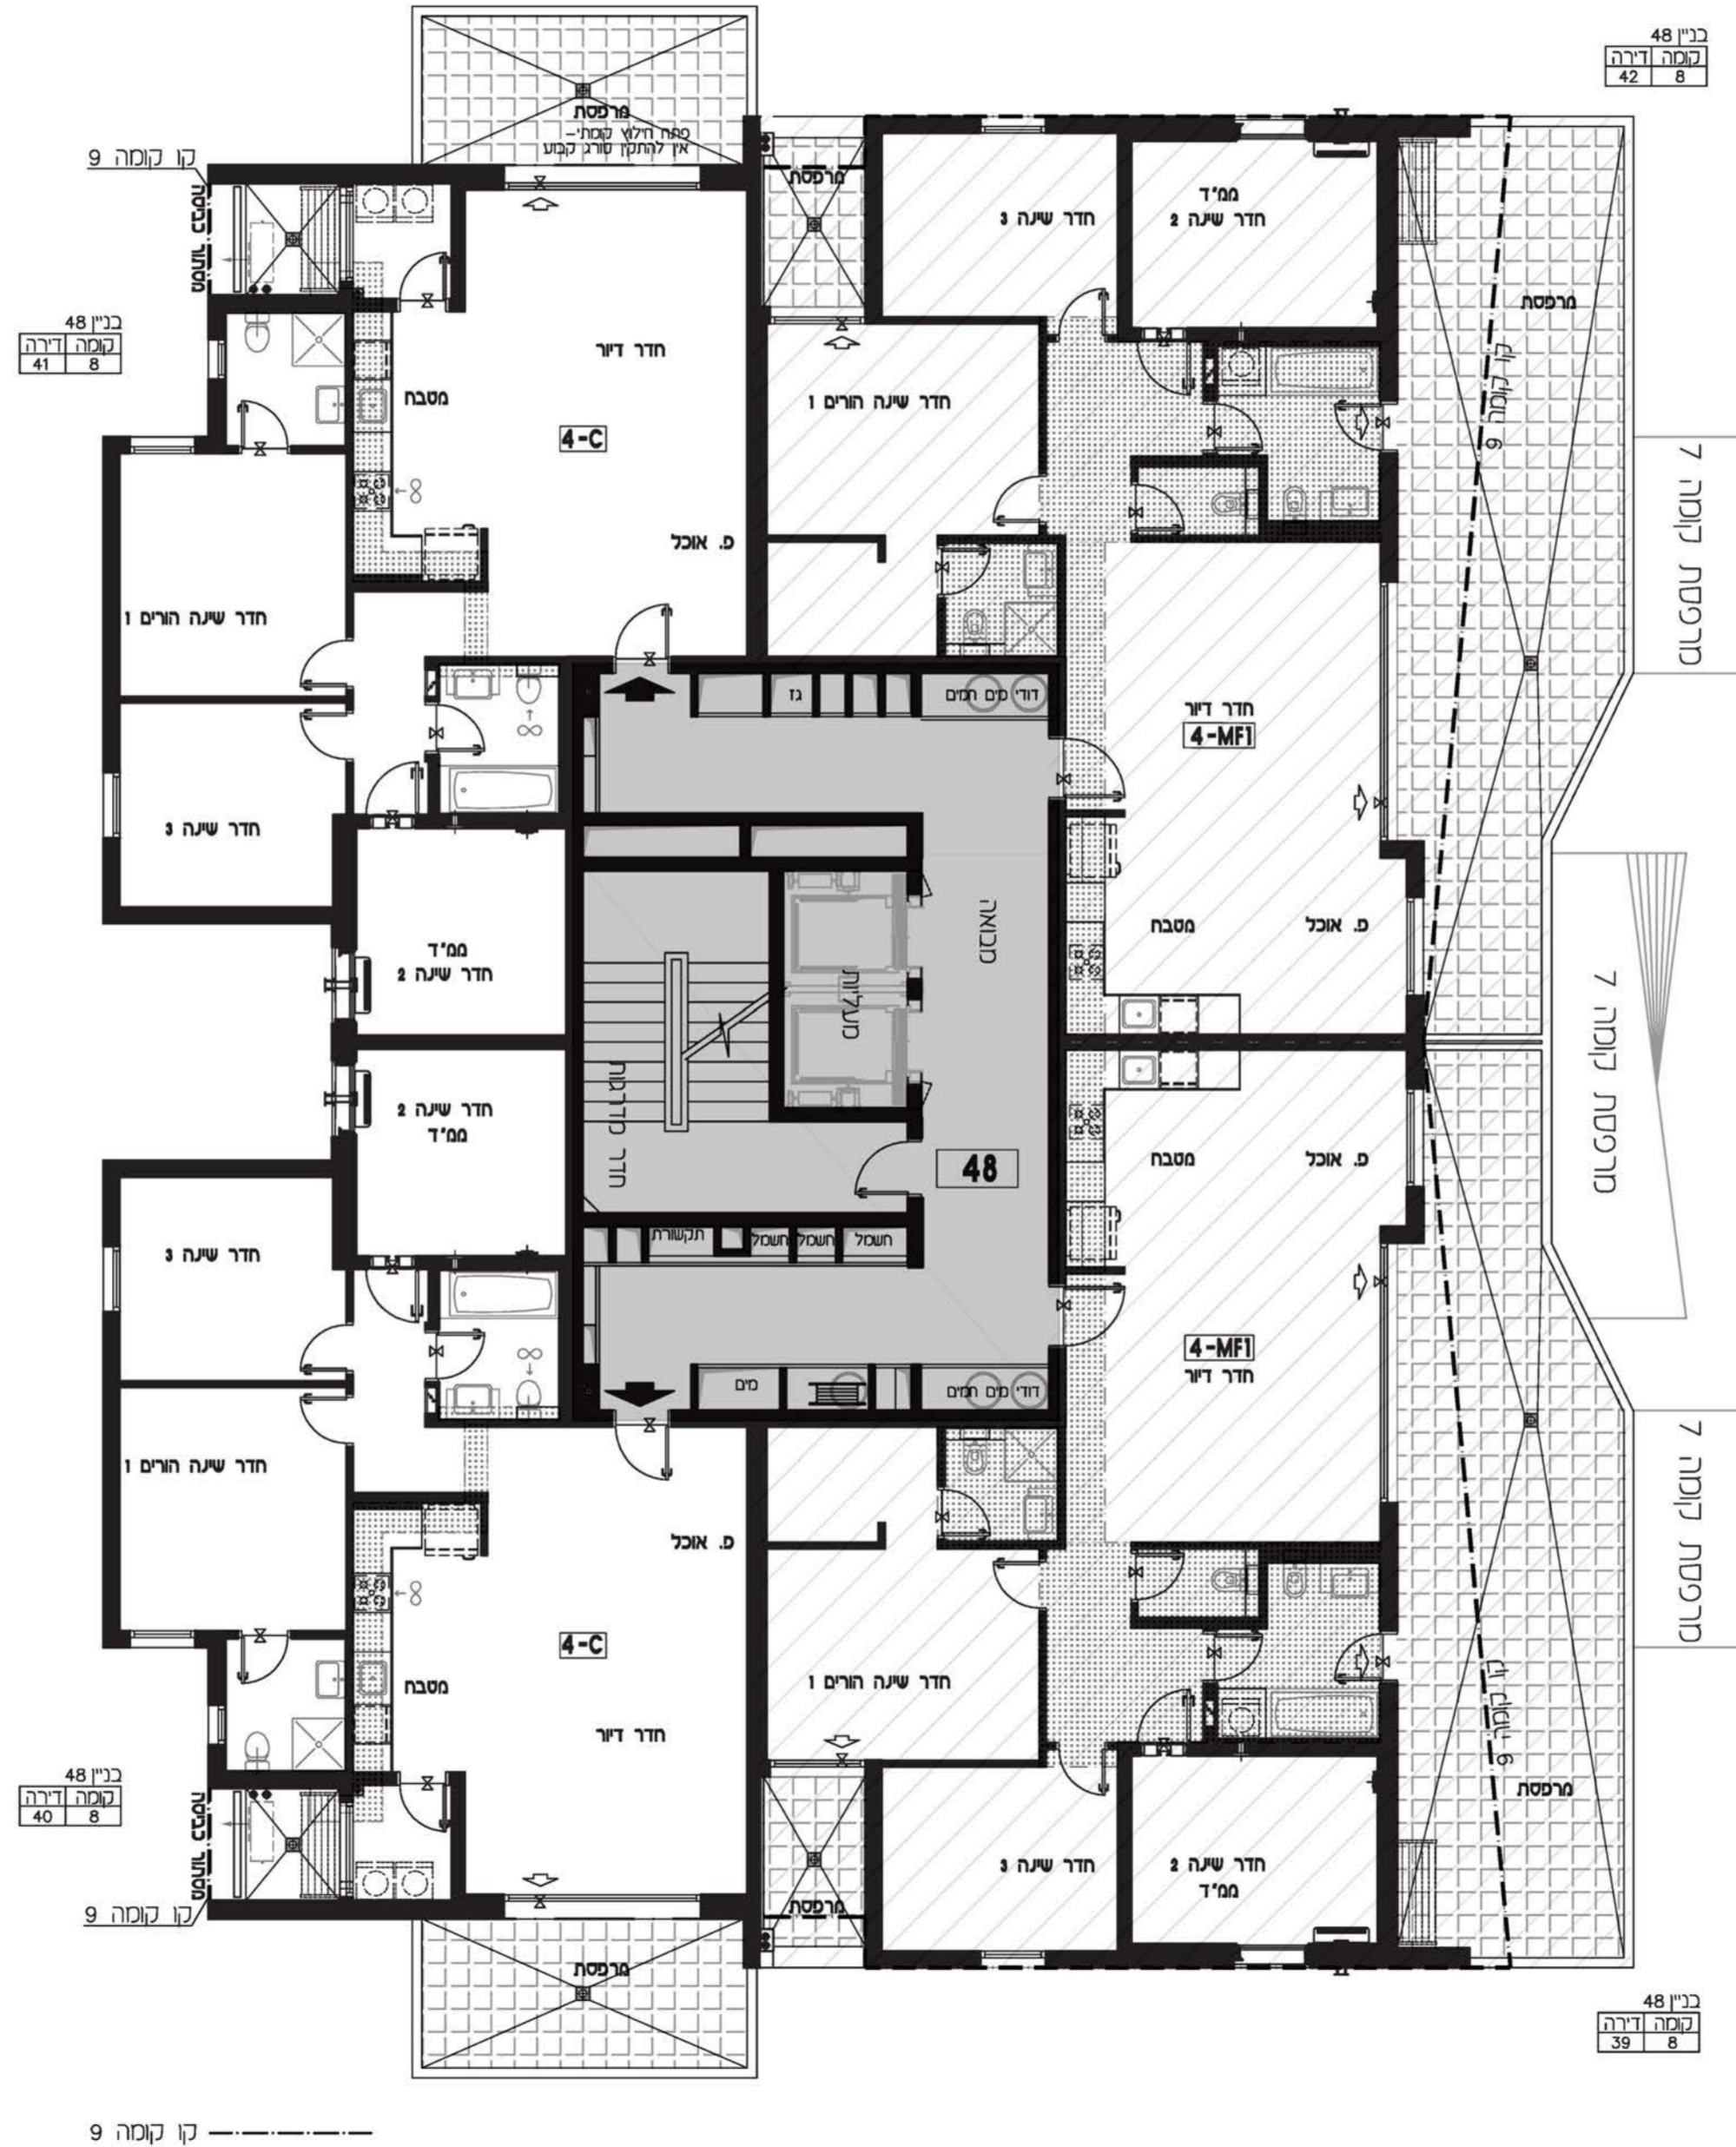 בניין 48
קומה דירה
8 42
מרפסת
פתח חילוץ קומתי-
אין להתקין סורג קבוע
קו קומה 9
מסתור כביסה
מרפסת
חדר שינה 3
ממ"ד
חדר שינה 2
מרפסת
קו קומה 9
בניין 48
קומה דירה
8 41
חדר דיור
מטבח
4-C
פ. אוכל
חדר שינה הורים 1
מרפסת קומה 7
חדר שינה הורים 1
חדר שינה 3
ממ"ד
חדר שינה 2
גז
דודי מים חמים
חדר דיור
4-MF1
מטבח
פ. אוכל
מבואה
מעליות
חדר מדרגות
48
מרפסת קומה 7
חדר שינה 2
ממ"ד
מטבח
פ. אוכל
חדר שינה 3
תקשורת
חשמל
חשמל
חשמל
4-MF1
חדר דיור
מים
דודי מים חמים
חדר שינה הורים 1
מרפסת קומה 7
פ. אוכל
4-C
מטבח
חדר דיור
חדר שינה הורים 1
קו קומה 9
בניין 48
קומה דירה
8 40
מסתור כביסה
קו קומה 9
חדר שינה 3
חדר שינה 2
ממ"ד
מרפסת
מרפסת
מרפסת
בניין 48
קומה דירה
8 39
קו קומה 9